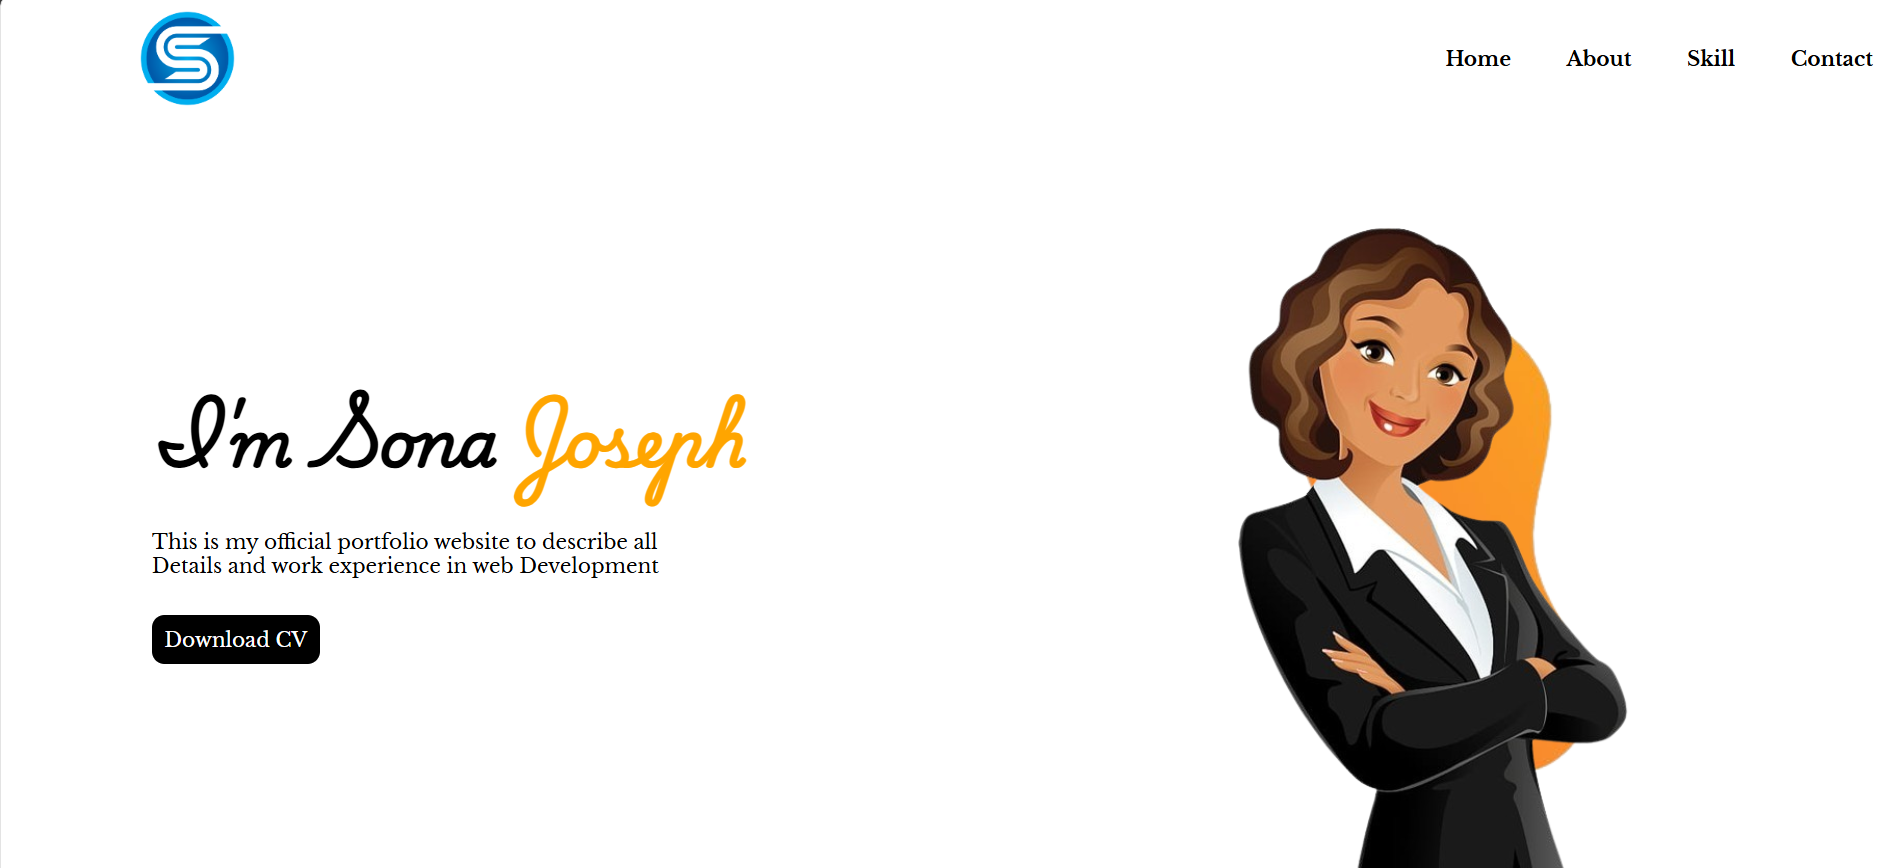 Home About Skill Contact
I'm Sona Joseph
This is my official portfolio website to describe all
Details and work experience in web Development
Download CV